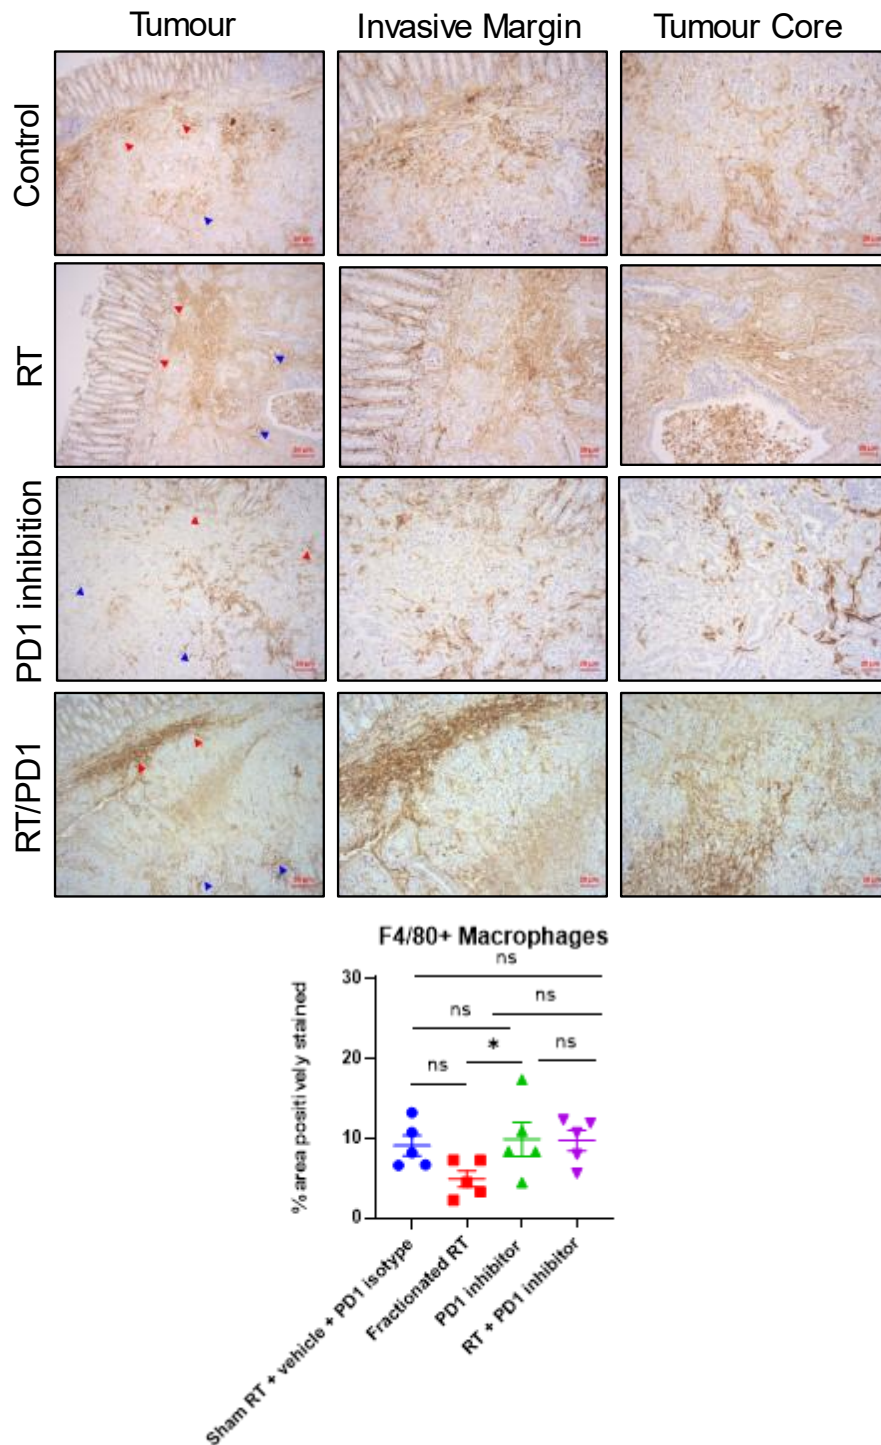 Tumour Invasive Margin Tumour Core
Control
RT
PD1 inhibition
RT/PD1
F4/80+ Macrophages
% area positively stained
30
20
10
0
ns
ns
ns
ns
*
ns
Sham RT + vehicle + PD1 isotype
Fractionated RT
PD1 inhibitor
RT + PD1 inhibitor